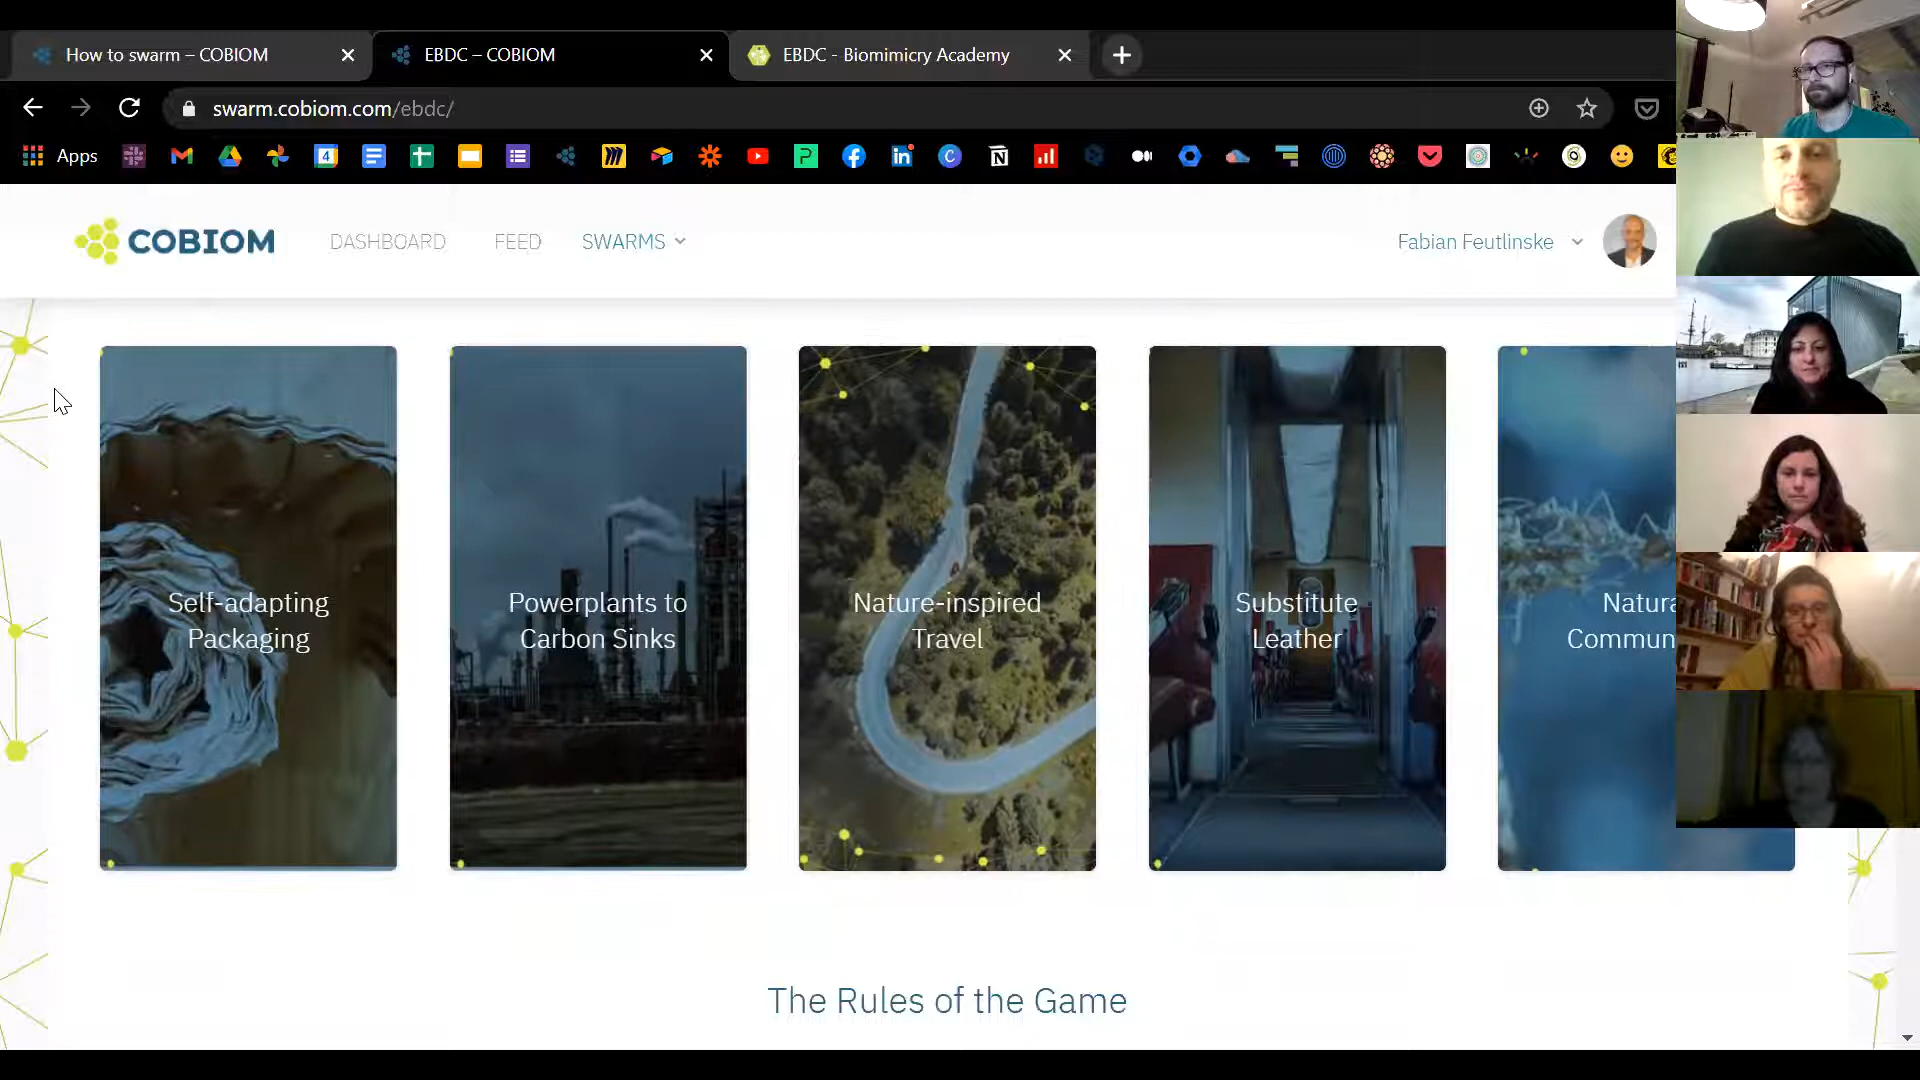 How to swarm – COBIOM
EBDC – COBIOM
EBDC - Biomimicry Academy
swarm.cobiom.com/ebdc/
Apps
4
COBIOM
DASHBOARD
FEED
SWARMS
Fabian Feutlinske
Self-adapting
Packaging
Powerplants to
Carbon Sinks
Nature-inspired
Travel
Substitute
Leather
Natura
Commun
The Rules of the Game